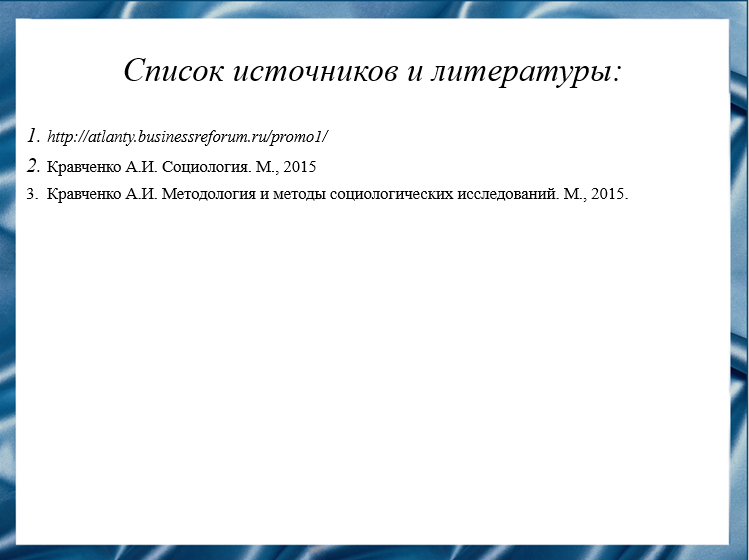 Список источников и литературы:
1. http://atlanty.businessreforum.ru/promo1/
2. Кравченко А.И. Социология. М., 2015
3. Кравченко А.И. Методология и методы социологических исследований. М., 2015.